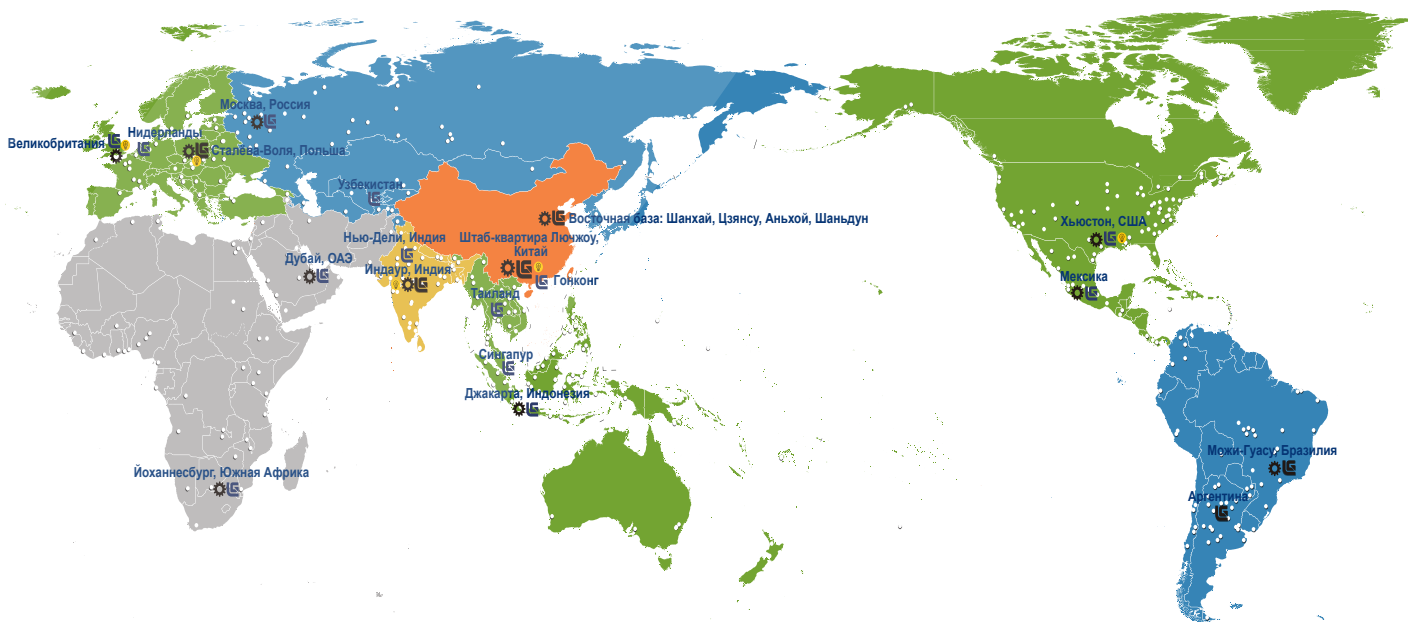 Москва, Россия
Нидерланды
Великобритания
Сталёва-Воля, Польша
Узбекистан
Восточная база: Шанхай, Цзянсу, Аньхой, Шаньдун
Хьюстон, США
Нью-Дели, Индия
Штаб-квартира Лючжоу,
Китай
Дубай, ОАЭ
Индаур, Индия
Гонконг
Мексика
Таиланд
Сингапур
Джакарта, Индонезия
Можи-Гуасу, Бразилия
Йоханнесбург, Южная Африка
Аргентина